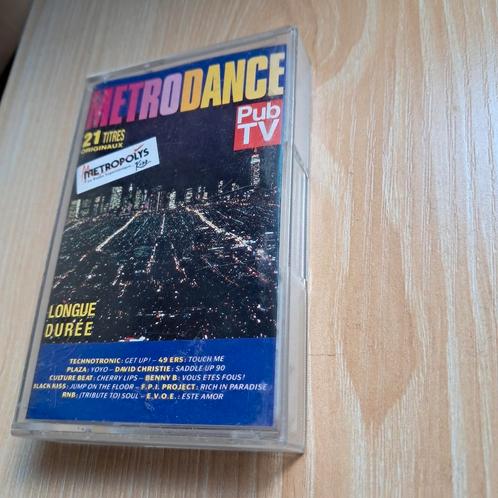 METRODANCE
Pub
TV
21 TITRES
ORIGINAUX
METROPOLYS
LONGUE
DURÉE
TECHNOTRONIC : GET UP! – 49 ERS : TOUCH ME
PLAZA : YOYO – DAVID CHRISTIE : SADDLE UP 90
CULTURE BEAT : CHERRY LIPS – BENNY B : VOUS ETES FOUS!
BLACK KISS : JUMP ON THE FLOOR – F.P.I. PROJECT : RICH IN PARADISE
RNB : (TRIBUTE TO) SOUL – E.V.O.E. : ESTE AMOR